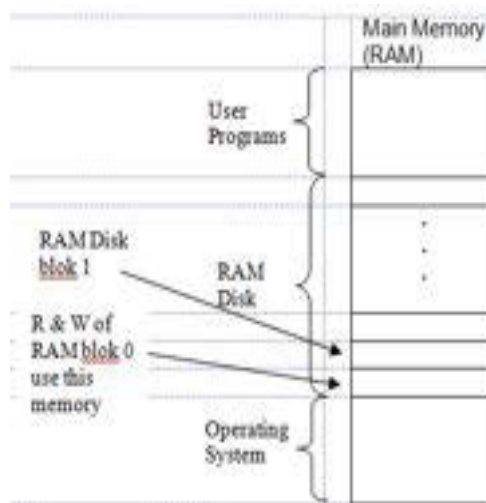 Main Memory
(RAM)
User
Programs
RAM Disk
blok 1
RAM
Disk
R & W of
RAM blok 0
use this
memory
Operating
System